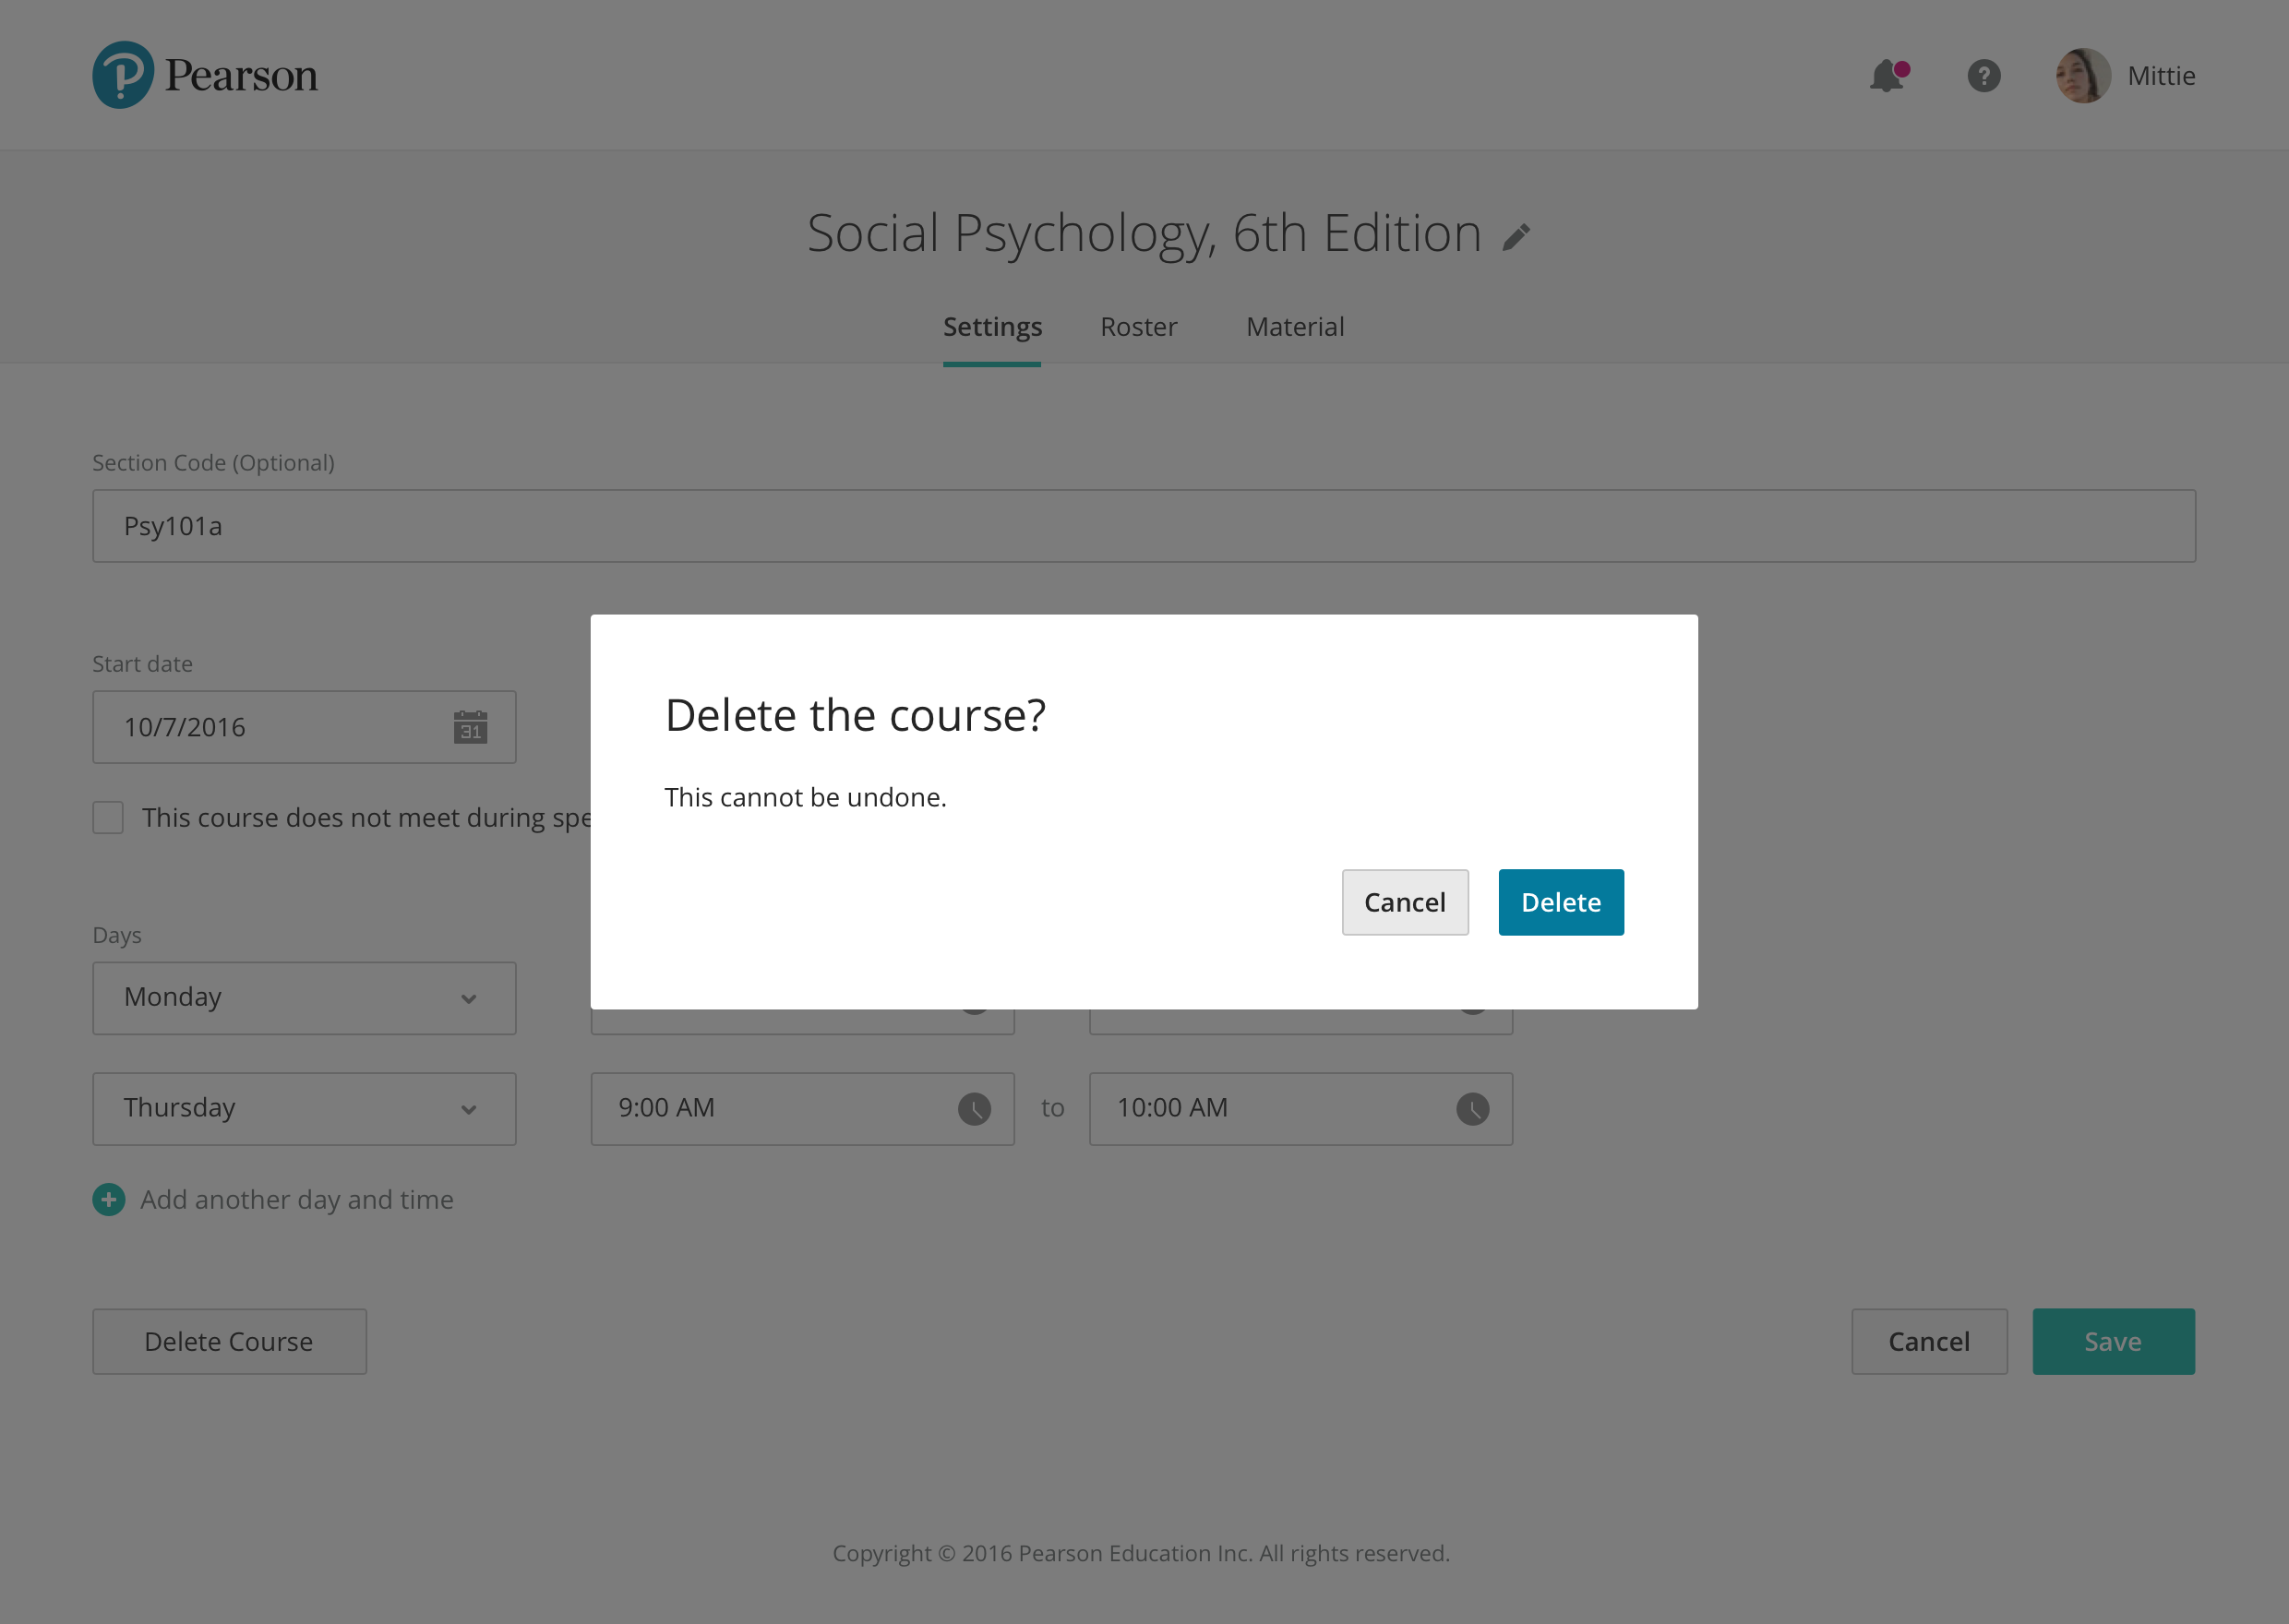 Pearson
Mittie
Social Psychology, 6th Edition
Settings Roster Material
Section Code (Optional)
Psy101a
Start date
10/7/2016
31
This course does not meet during spe
Delete the course?
This cannot be undone.
Cancel Delete
Days
Monday
Thursday 9:00 AM to 10:00 AM
Add another day and time
Delete Course Cancel Save
Copyright © 2016 Pearson Education Inc. All rights reserved.